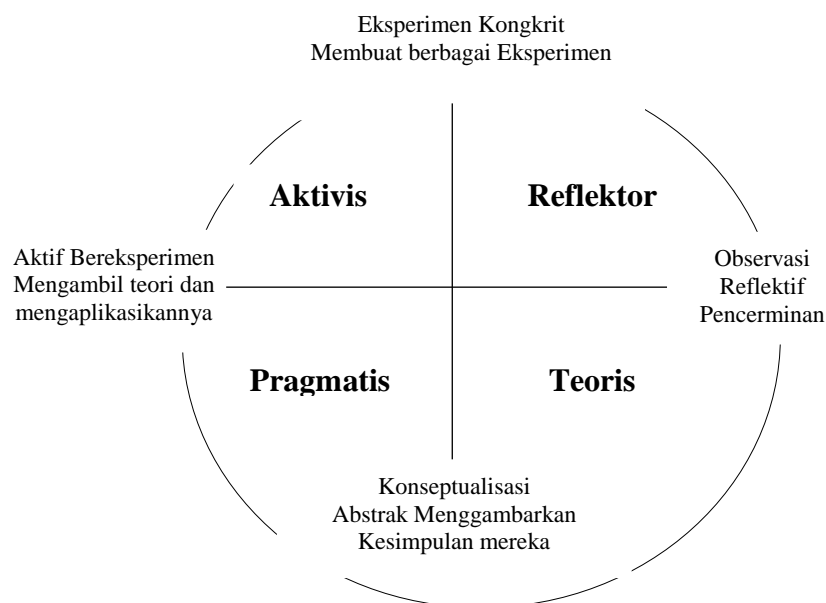 Eksperimen Kongkrit
Membuat berbagai Eksperimen
Aktivis
Reflektor
Aktif Bereksperimen
Mengambil teori dan
mengaplikasikannya
Observasi
Reflektif
Pencerminan
Pragmatis
Teoris
Konseptualisasi
Abstrak Menggambarkan
Kesimpulan mereka